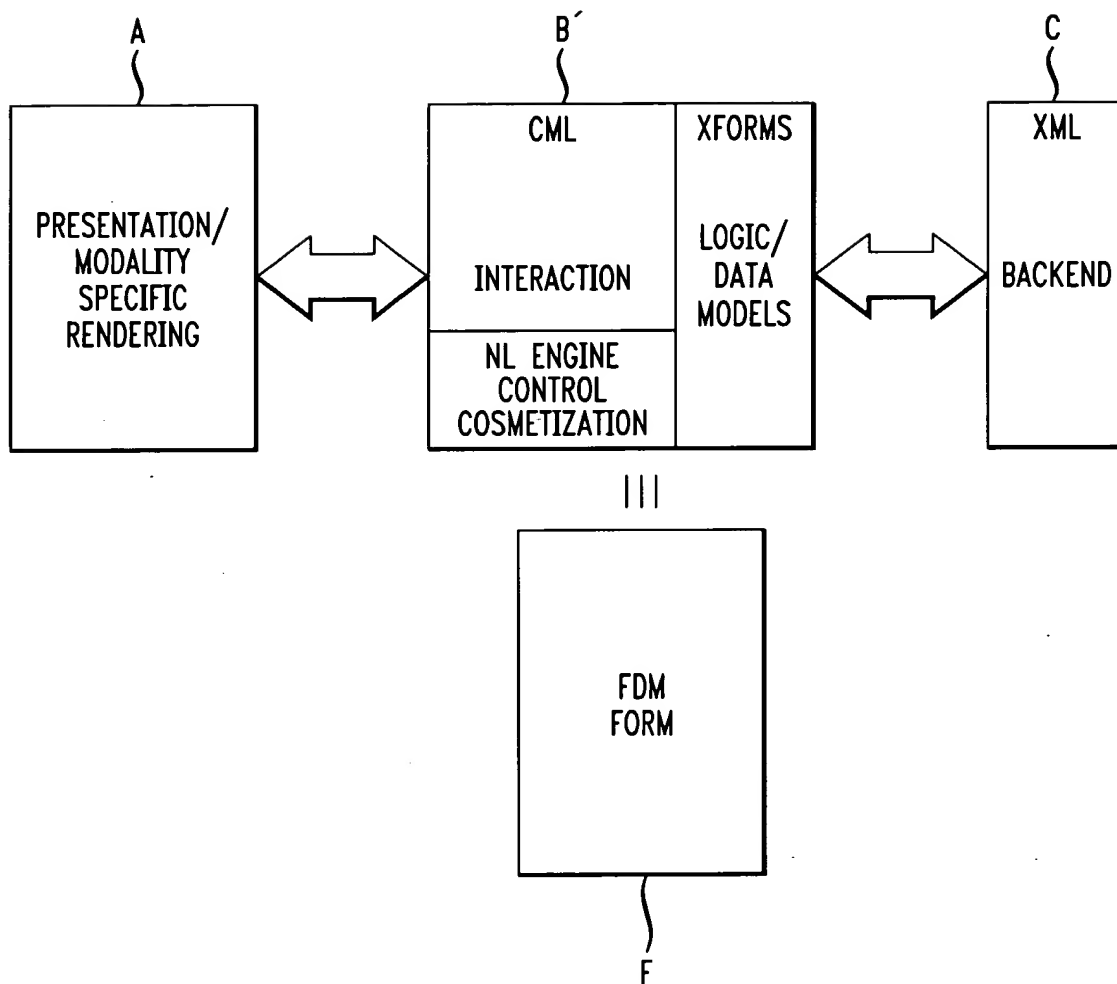 A
B´
C
PRESENTATION/
MODALITY
SPECIFIC
RENDERING
CML
INTERACTION
NL ENGINE
CONTROL
COSMETIZATION
XFORMS
LOGIC/
DATA
MODELS
XML
BACKEND
FDM
FORM
F